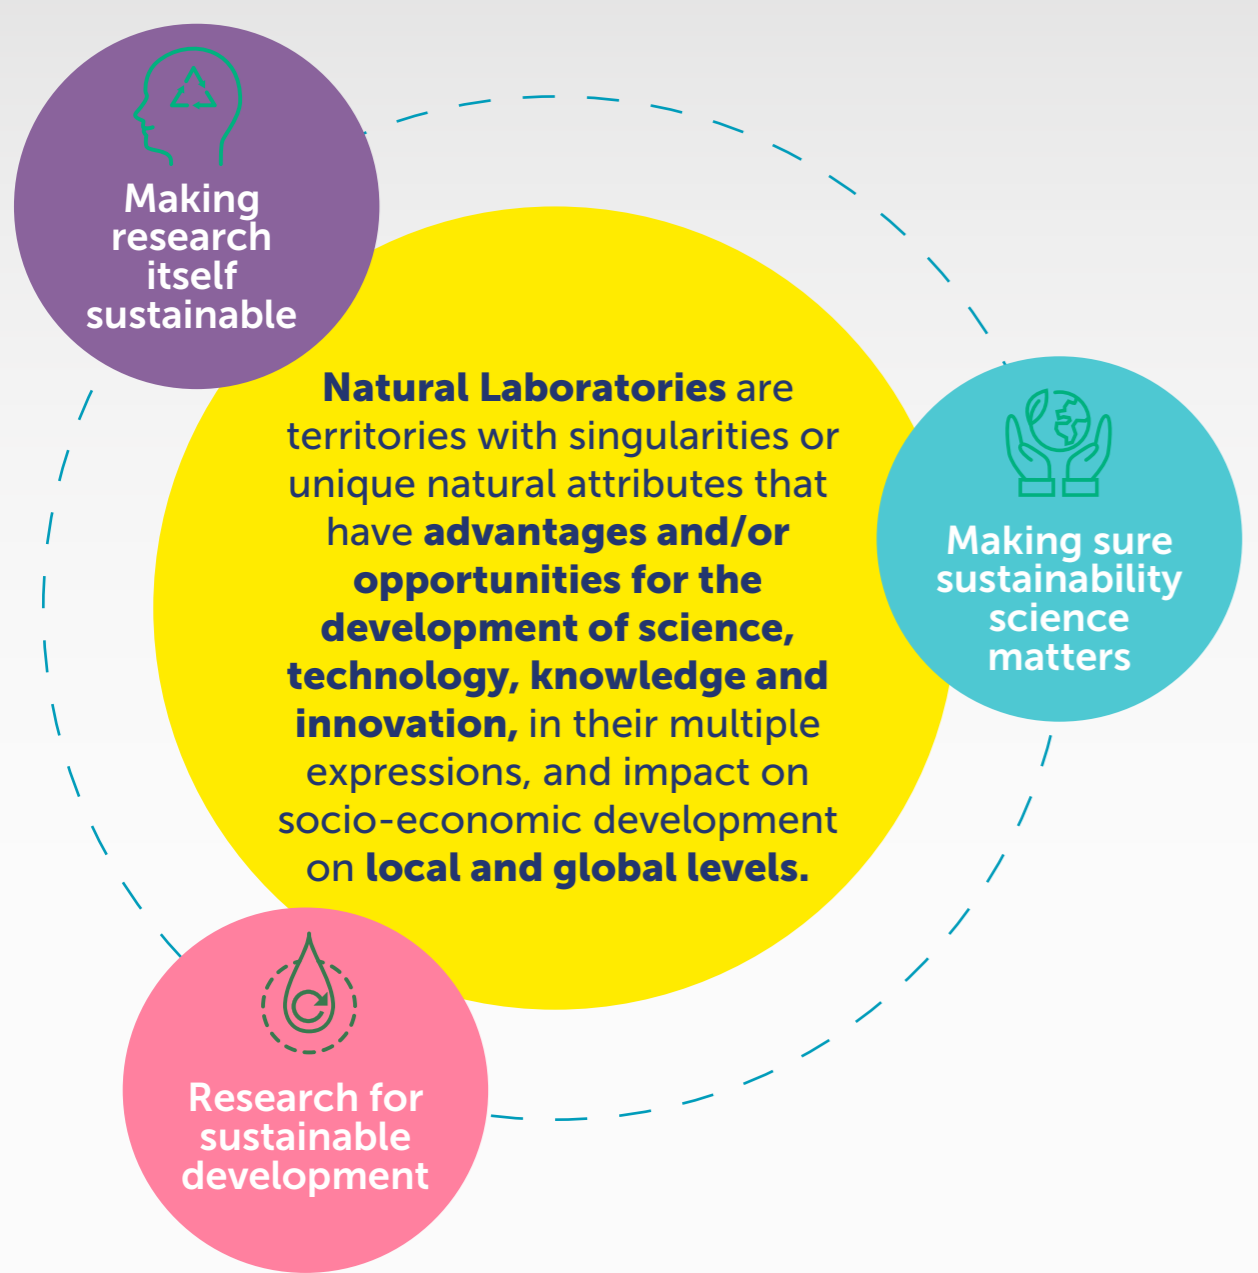 Making
research
itself
sustainable
Natural Laboratories are
territories with singularities or
unique natural attributes that
have advantages and/or
opportunities for the
development of science,
technology, knowledge and
innovation, in their multiple
expressions, and impact on
socio-economic development
on local and global levels.
Making sure
sustainability
science
matters
Research for
sustainable
development